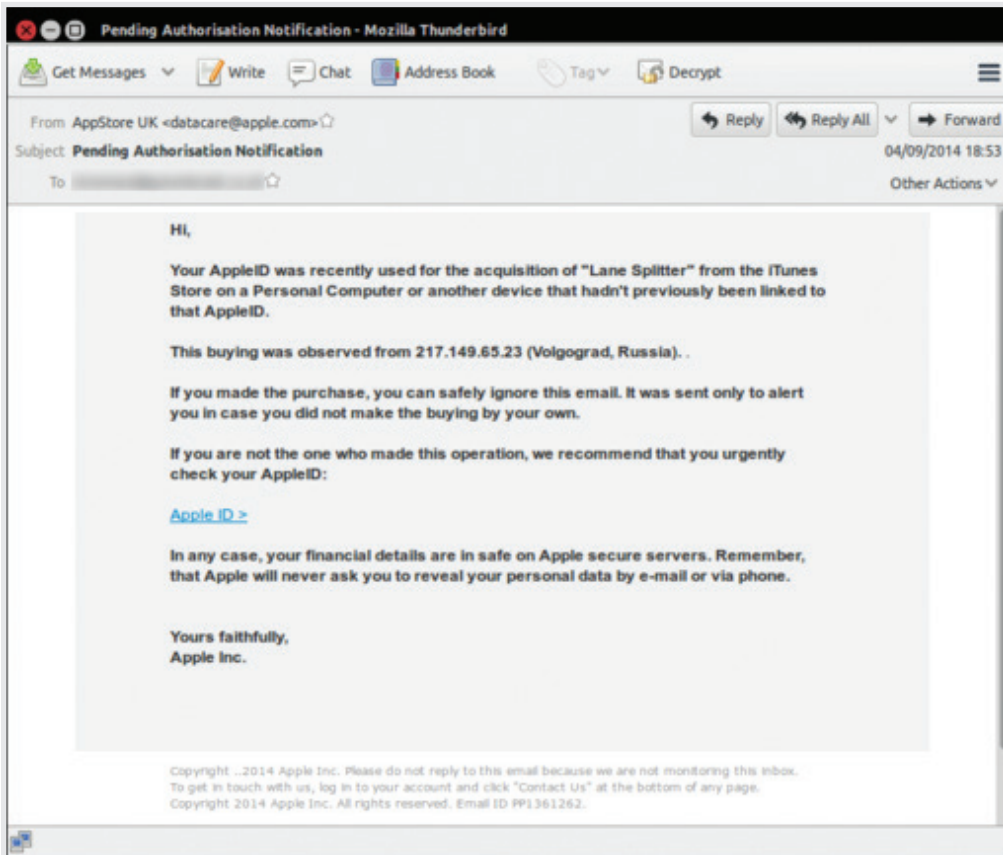 Pending Authorisation Notification - Mozilla Thunderbird
Get Messages Write Chat Address Book Tag Decrypt
From AppStore UK <datacare@apple.com> Reply Reply All Forward
Subject Pending Authorisation Notification 04/09/2014 18:53
To Other Actions
Hi,
Your AppleID was recently used for the acquisition of "Lane Splitter" from the iTunes
Store on a Personal Computer or another device that hadn't previously been linked to
that AppleID.
This buying was observed from 217.149.65.23 (Volgograd, Russia). .
If you made the purchase, you can safely ignore this email. It was sent only to alert
you in case you did not make the buying by your own.
If you are not the one who made this operation, we recommend that you urgently
check your AppleID:
Apple ID >
In any case, your financial details are in safe on Apple secure servers. Remember,
that Apple will never ask you to reveal your personal data by e-mail or via phone.
Yours faithfully,
Apple Inc.
Copyright ..2014 Apple Inc. Please do not reply to this email because we are not monitoring this inbox.
To get in touch with us, log in to your account and click "Contact Us" at the bottom of any page.
Copyright 2014 Apple Inc. All rights reserved. Email ID PP1361262.